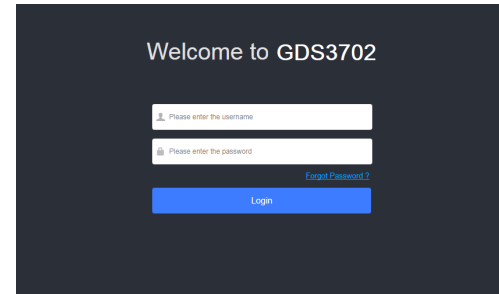 Welcome to GDS3702
Please enter the username
Please enter the password
Forgot Password ?
Login